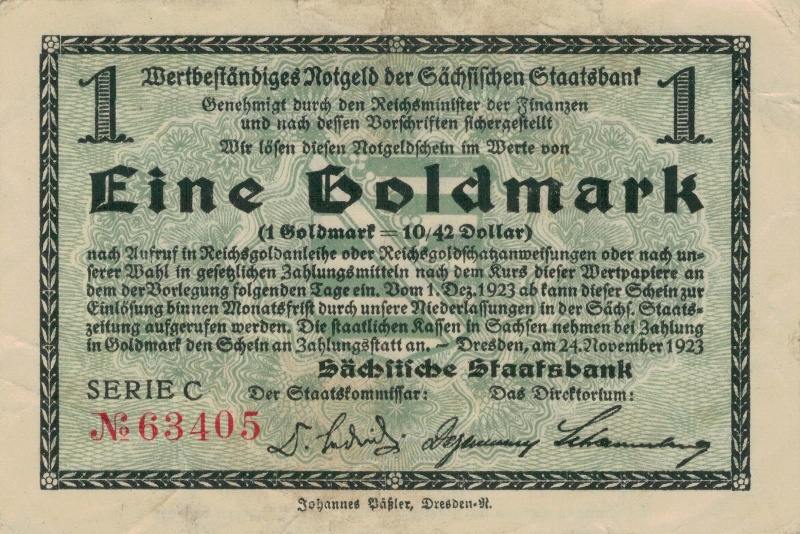 1 Wertbeständiges Notgeld der Sächsischen Staatsbank 1
Genehmigt durch den Reichsminister der Finanzen
und nach dessen Vorschriften sichergestellt
Wir lösen diesen Notgeldschein im Werte von
Eine Goldmark
(1 Goldmark = 10/42 Dollar)
nach Aufruf in Reichsgoldanleihe oder Reichsgoldschatzanweisungen oder nach un-
serer Wahl in gesetzlichen Zahlungsmitteln nach dem Kurs dieser Wertpapiere an
dem der Vorlegung folgenden Tage ein. Vom 1. Dez. 1923 ab kann dieser Schein zur
Einlösung binnen Monatsfrist durch unsere Niederlassungen in der Sächs. Staats-
zeitung aufgerufen werden. Die staatlichen Kassen in Sachsen nehmen bei Zahlung
in Goldmark den Schein an Zahlungsstatt an. – Dresden, am 24. November 1923
Sächsische Staatsbank
SERIE C Der Staatskommissar: Das Direktorium:
№ 63405
Johannes Päßler, Dresden-N.